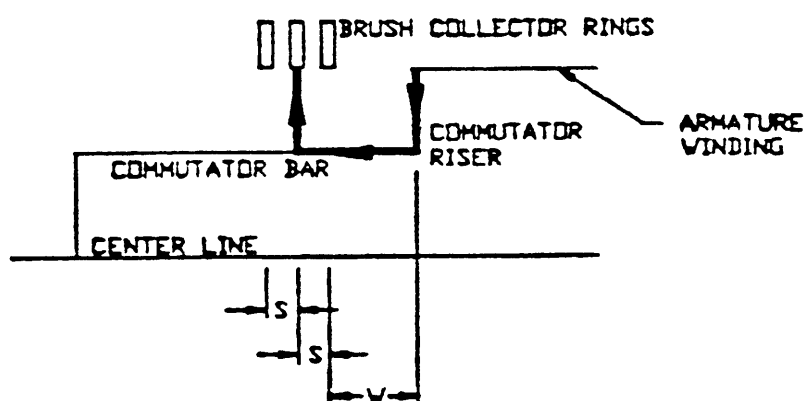 BRUSH COLLECTOR RINGS
ARMATURE
WINDING
COMMUTATOR
RISER
COMMUTATOR BAR
CENTER LINE
S
S
W